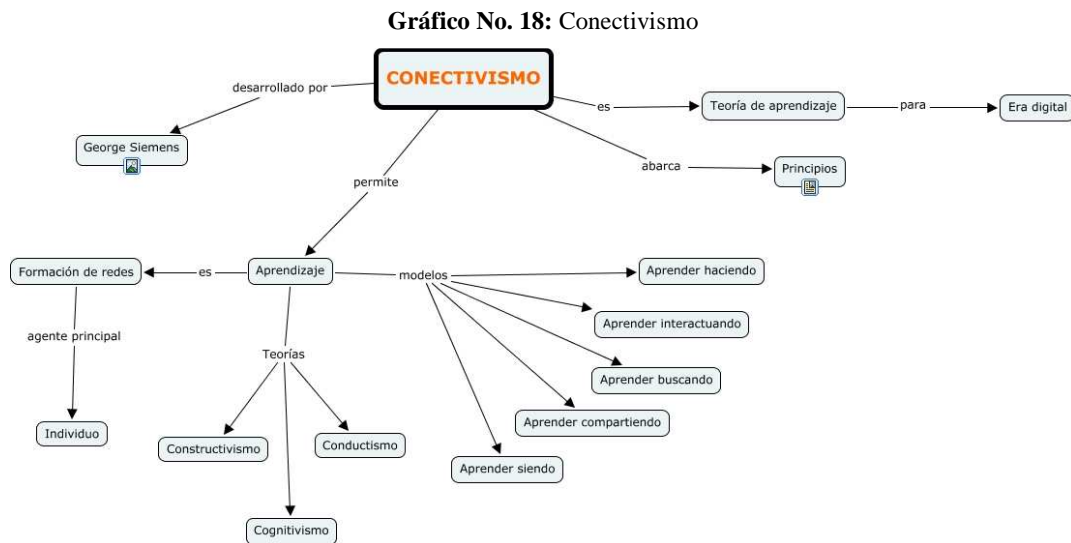 Gráfico No. 18: Conectivismo
CONECTIVISMO
desarrollado por
es
Teoría de aprendizaje
para
Era digital
George Siemens
abarca
Principios
permite
Formación de redes
es
Aprendizaje
modelos
Aprender haciendo
Aprender interactuando
agente principal
Teorías
Aprender buscando
Aprender compartiendo
Individuo
Constructivismo
Conductismo
Aprender siendo
Cognitivismo